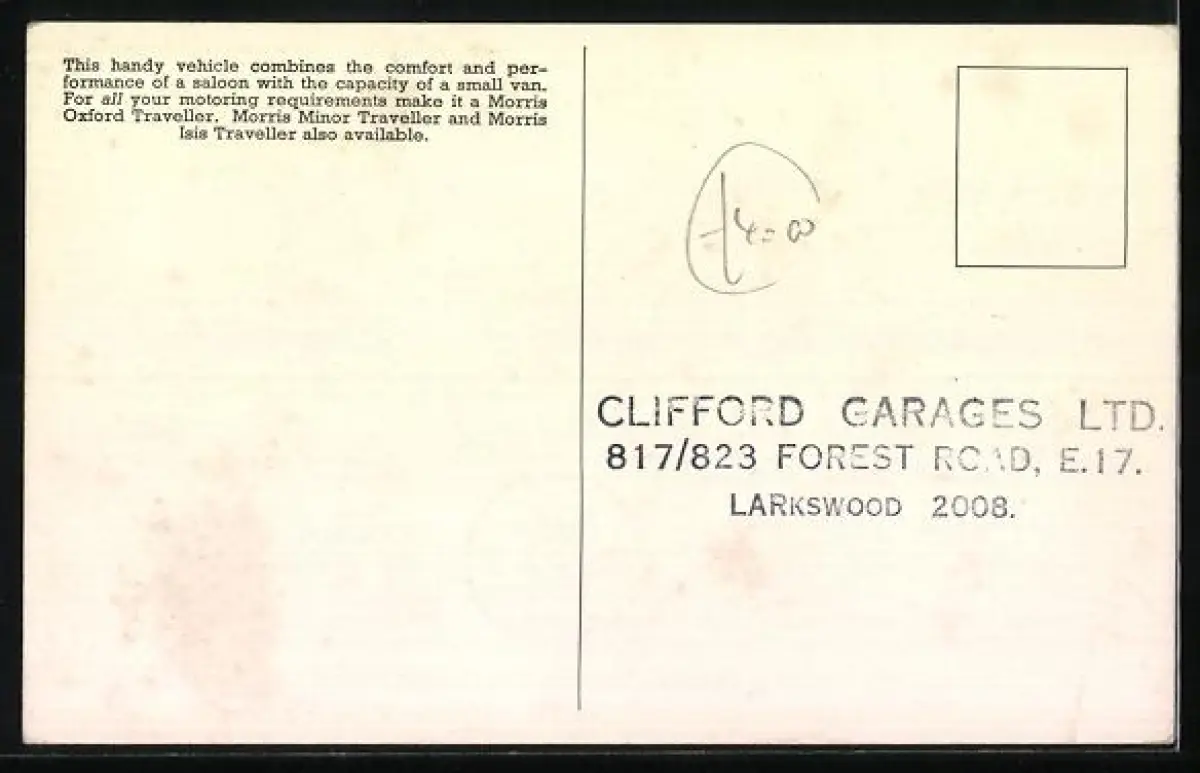 This handy vehicle combines the comfort and per-
formance of a saloon with the capacity of a small van.
For all your motoring requirements make it a Morris
Oxford Traveller. Morris Minor Traveller and Morris
Isis Traveller also available.
CLIFFORD GARAGES LTD.
817/823 FOREST ROAD, E.17.
LARKSWOOD 2008.